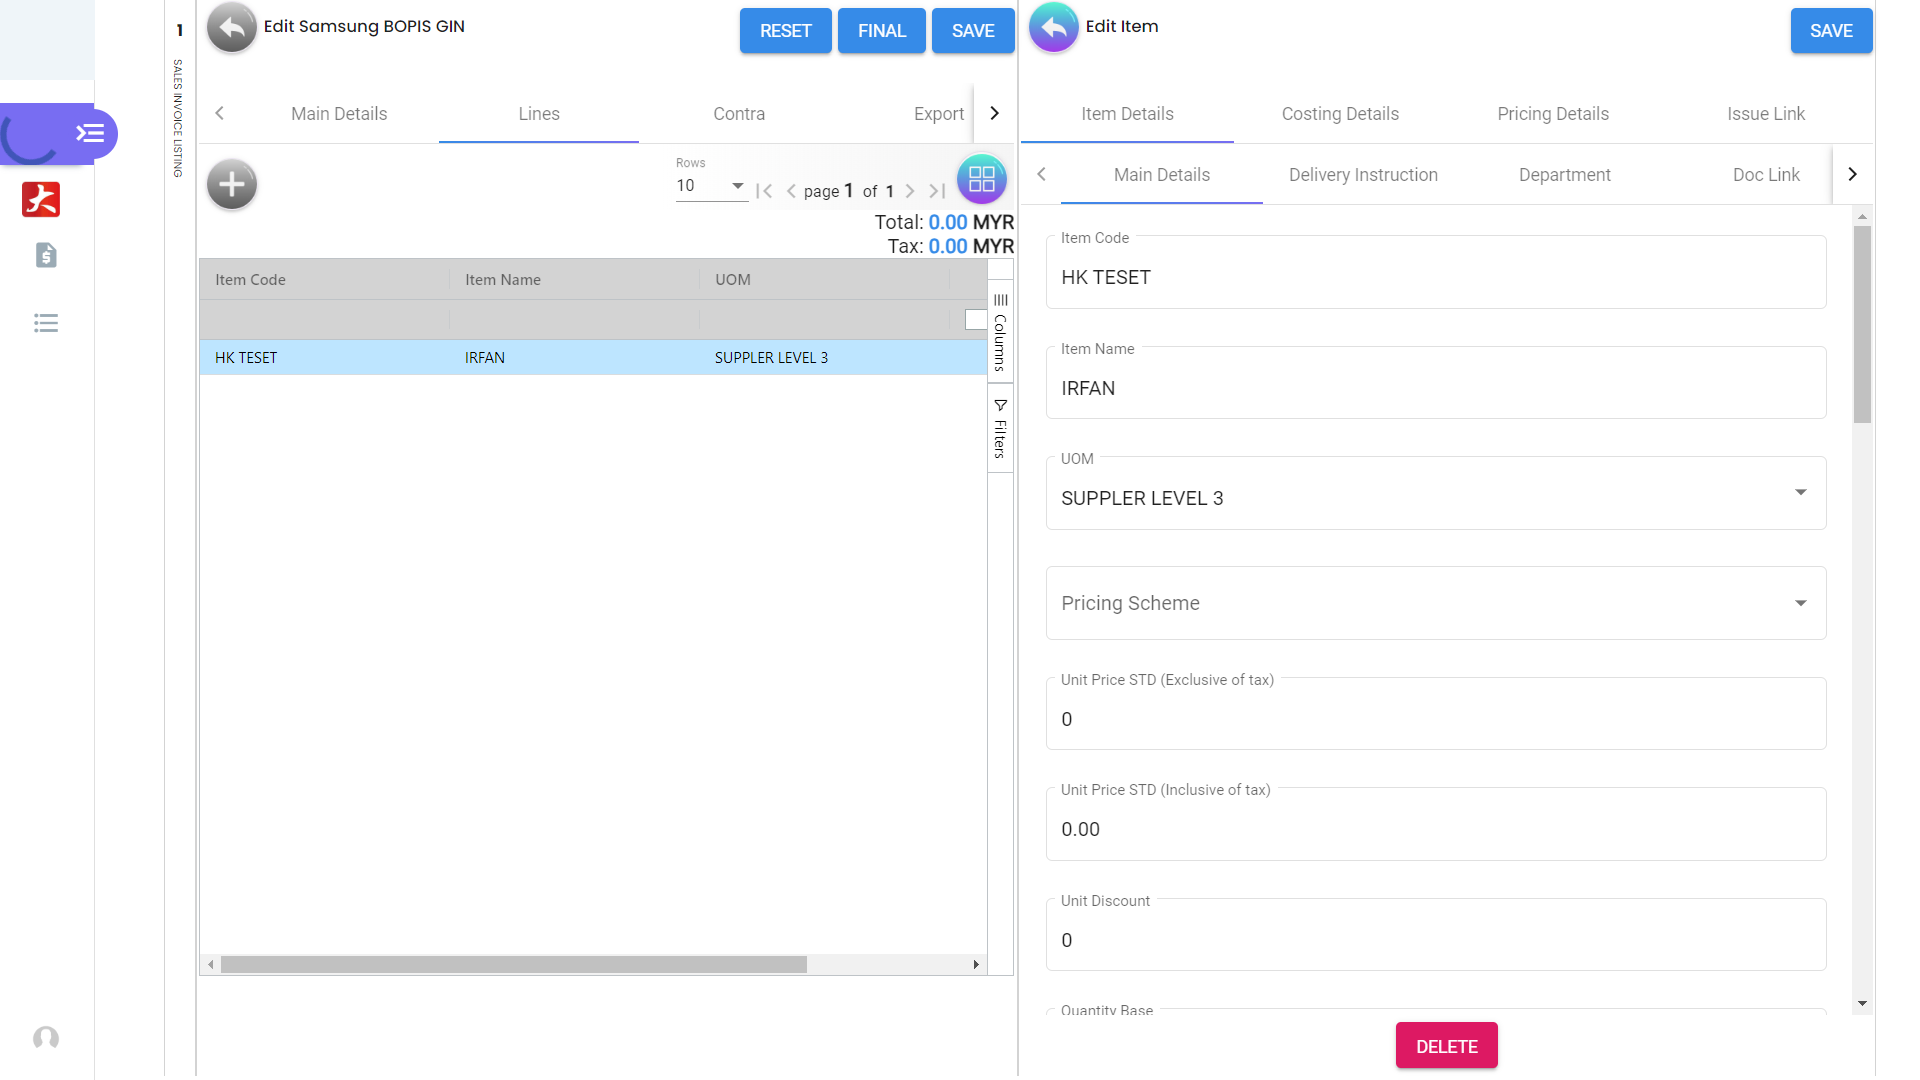 1
SALES INVOICE LISTING
Edit Samsung BOPIS GIN
RESET
FINAL
SAVE
Main Details
Lines
Contra
Export
Rows
10
page 1 of 1
Total: 0.00 MYR
Tax: 0.00 MYR
Item Code
Item Name
UOM
HK TESET
IRFAN
SUPPLER LEVEL 3
Columns
Filters
Edit Item
SAVE
Item Details
Costing Details
Pricing Details
Issue Link
Main Details
Delivery Instruction
Department
Doc Link
Item Code
HK TESET
Item Name
IRFAN
UOM
SUPPLER LEVEL 3
Pricing Scheme
Unit Price STD (Exclusive of tax)
0
Unit Price STD (Inclusive of tax)
0.00
Unit Discount
0
Quantity Base
DELETE